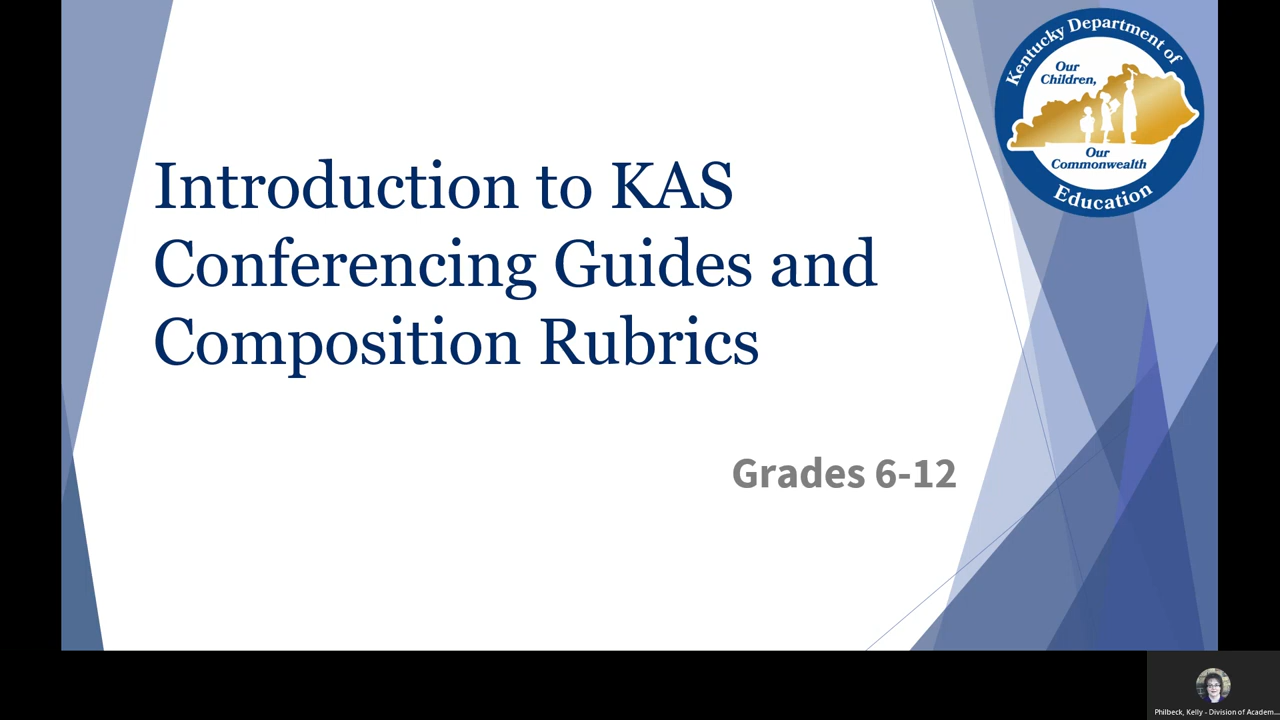 Kentucky Department of
Our
Children,
Our
Commonwealth
Education
Introduction to KAS
Conferencing Guides and
Composition Rubrics
Grades 6-12
Philbeck, Kelly - Division of Academ...